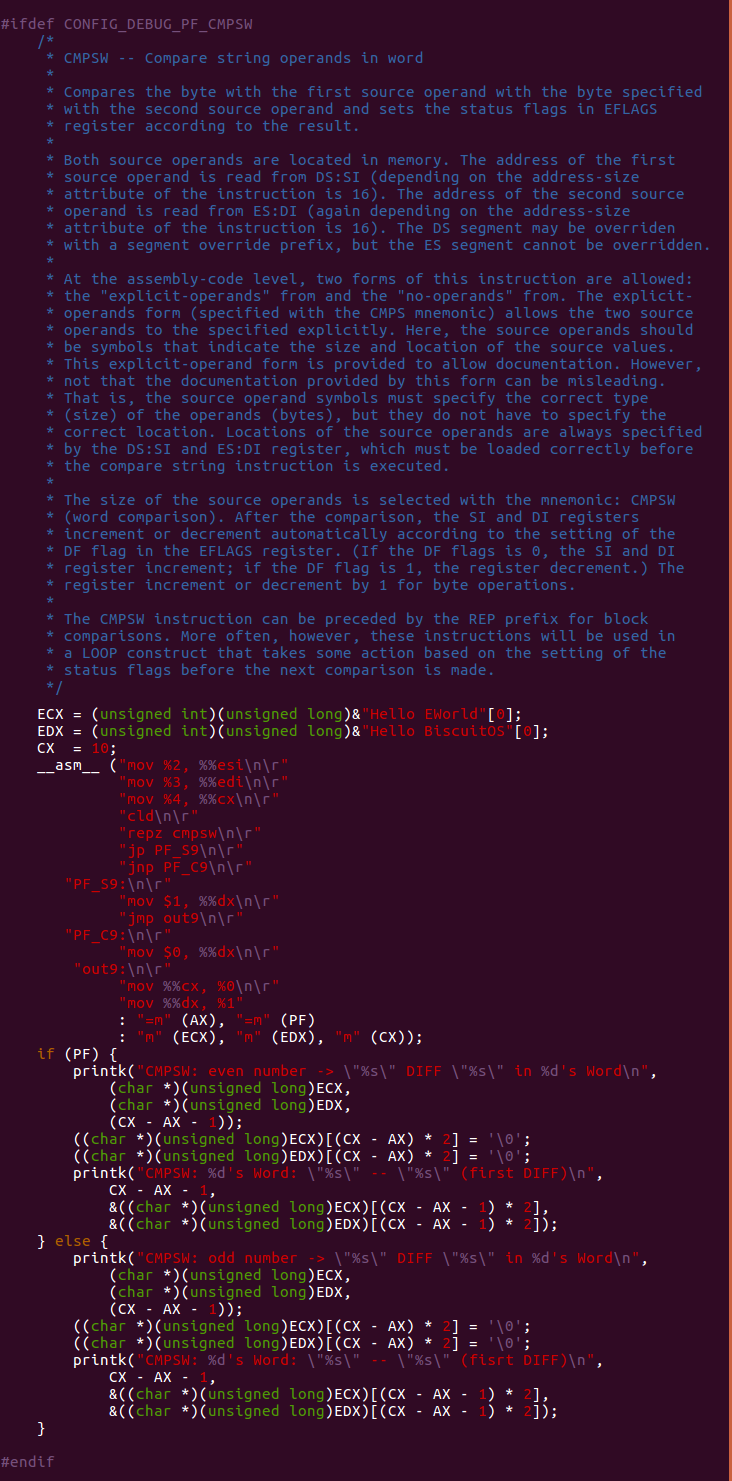 #ifdef CONFIG_DEBUG_PF_CMPSW
    /*
     * CMPSW -- Compare string operands in word
     *
     * Compares the byte with the first source operand with the byte specified
     * with the second source operand and sets the status flags in EFLAGS
     * register according to the result.
     *
     * Both source operands are located in memory. The address of the first
     * source operand is read from DS:SI (depending on the address-size
     * attribute of the instruction is 16). The address of the second source
     * operand is read from ES:DI (again depending on the address-size
     * attribute of the instruction is 16). The DS segment may be overriden
     * with a segment override prefix, but the ES segment cannot be overridden.
     *
     * At the assembly-code level, two forms of this instruction are allowed:
     * the "explicit-operands" from and the "no-operands" from. The explicit-
     * operands form (specified with the CMPS mnemonic) allows the two source
     * operands to the specified explicitly. Here, the source operands should
     * be symbols that indicate the size and location of the source values.
     * This explicit-operand form is provided to allow documentation. However,
     * not that the documentation provided by this form can be misleading.
     * That is, the source operand symbols must specify the correct type
     * (size) of the operands (bytes), but they do not have to specify the
     * correct location. Locations of the source operands are always specified
     * by the DS:SI and ES:DI register, which must be loaded correctly before
     * the compare string instruction is executed.
     *
     * The size of the source operands is selected with the mnemonic: CMPSW
     * (word comparison). After the comparison, the SI and DI registers
     * increment or decrement automatically according to the setting of the
     * DF flag in the EFLAGS register. (If the DF flags is 0, the SI and DI
     * register increment; if the DF flag is 1, the register decrement.) The
     * register increment or decrement by 1 for byte operations.
     *
     * The CMPSW instruction can be preceded by the REP prefix for block
     * comparisons. More often, however, these instructions will be used in
     * a LOOP construct that takes some action based on the setting of the
     * status flags before the next comparison is made.
     */
    ECX = (unsigned int)(unsigned long)&"Hello EWorld"[0];
    EDX = (unsigned int)(unsigned long)&"Hello BiscuitOS"[0];
    CX  = 10;
    __asm__ ("mov %2, %%esi\n\r"
             "mov %3, %%edi\n\r"
             "mov %4, %%cx\n\r"
             "cld\n\r"
             "repz cmpsw\n\r"
             "jp PF_S9\n\r"
             "jnp PF_C9\n\r"
       "PF_S9:\n\r"
             "mov $1, %%dx\n\r"
             "jmp out9\n\r"
       "PF_C9:\n\r"
             "mov $0, %%dx\n\r"
        "out9:\n\r"
             "mov %%cx, %0\n\r"
             "mov %%dx, %1"
             : "=m" (AX), "=m" (PF)
             : "m" (ECX), "m" (EDX), "m" (CX));
    if (PF) {
        printk("CMPSW: even number -> \"%s\" DIFF \"%s\" in %d's Word\n",
            (char *)(unsigned long)ECX,
            (char *)(unsigned long)EDX,
            (CX - AX - 1));
        ((char *)(unsigned long)ECX)[(CX - AX) * 2] = '\0';
        ((char *)(unsigned long)EDX)[(CX - AX) * 2] = '\0';
        printk("CMPSW: %d's Word: \"%s\" -- \"%s\" (first DIFF)\n",
            CX - AX - 1,
            &((char *)(unsigned long)ECX)[(CX - AX - 1) * 2],
            &((char *)(unsigned long)EDX)[(CX - AX - 1) * 2]);
    } else {
        printk("CMPSW: odd number -> \"%s\" DIFF \"%s\" in %d's Word\n",
            (char *)(unsigned long)ECX,
            (char *)(unsigned long)EDX,
            (CX - AX - 1));
        ((char *)(unsigned long)ECX)[(CX - AX) * 2] = '\0';
        ((char *)(unsigned long)EDX)[(CX - AX) * 2] = '\0';
        printk("CMPSW: %d's Word: \"%s\" -- \"%s\" (fisrt DIFF)\n",
            CX - AX - 1,
            &((char *)(unsigned long)ECX)[(CX - AX - 1) * 2],
            &((char *)(unsigned long)EDX)[(CX - AX - 1) * 2]);
    }
#endif